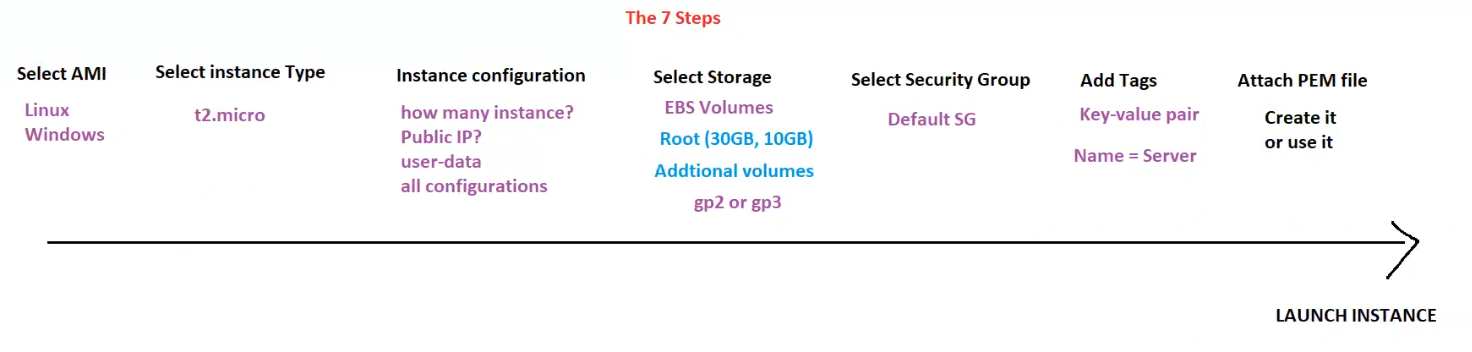 The 7 Steps
Select AMI
Linux
Windows
Select instance Type
t2.micro
Instance configuration
how many instance?
Public IP?
user-data
all configurations
Select Storage
EBS Volumes
Root (30GB, 10GB)
Addtional volumes
gp2 or gp3
Select Security Group
Default SG
Add Tags
Key-value pair
Name = Server
Attach PEM file
Create it
or use it
LAUNCH INSTANCE